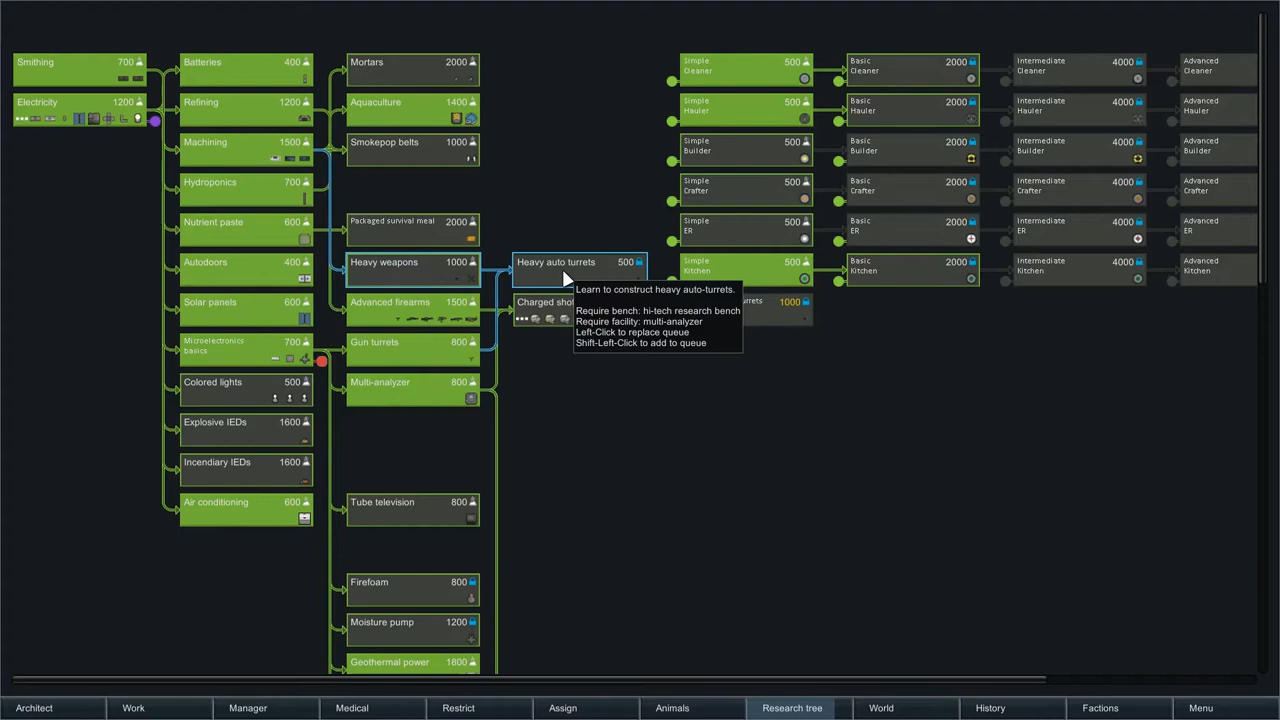 Smithing 700
Electricity 1200
Batteries 400
Refining 1200
Machining 1500
Hydroponics 700
Nutrient paste 600
Autodoors 400
Solar panels 600
Microelectronics basics 700
Colored lights 500
Explosive IEDs 1600
Incendiary IEDs 1600
Air conditioning 600
Mortars 2000
Aquaculture 1400
Smokepop belts 1000
Packaged survival meal 2000
Heavy weapons 1000
Advanced firearms 1500
Gun turrets 800
Multi-analyzer 800
Tube television 800
Firefoam 800
Moisture pump 1200
Geothermal power 1800
Heavy auto turrets 500
Charged shot
turrets 1000
Learn to construct heavy auto-turrets.
Require bench: hi-tech research bench
Require facility: multi-analyzer
Left-Click to replace queue
Shift-Left-Click to add to queue
Simple Cleaner 500
Simple Hauler 500
Simple Builder 500
Simple Crafter 500
Simple ER 500
Simple Kitchen 500
Basic Cleaner 2000
Basic Hauler 2000
Basic Builder 2000
Basic Crafter 2000
Basic ER 2000
Basic Kitchen 2000
Intermediate Cleaner 4000
Intermediate Hauler 4000
Intermediate Builder 4000
Intermediate Crafter 4000
Intermediate ER 4000
Intermediate Kitchen 4000
Advanced Cleaner
Advanced Hauler
Advanced Builder
Advanced Crafter
Advanced ER
Advanced Kitchen
Architect Work Manager Medical Restrict Assign Animals Research tree World History Factions Menu